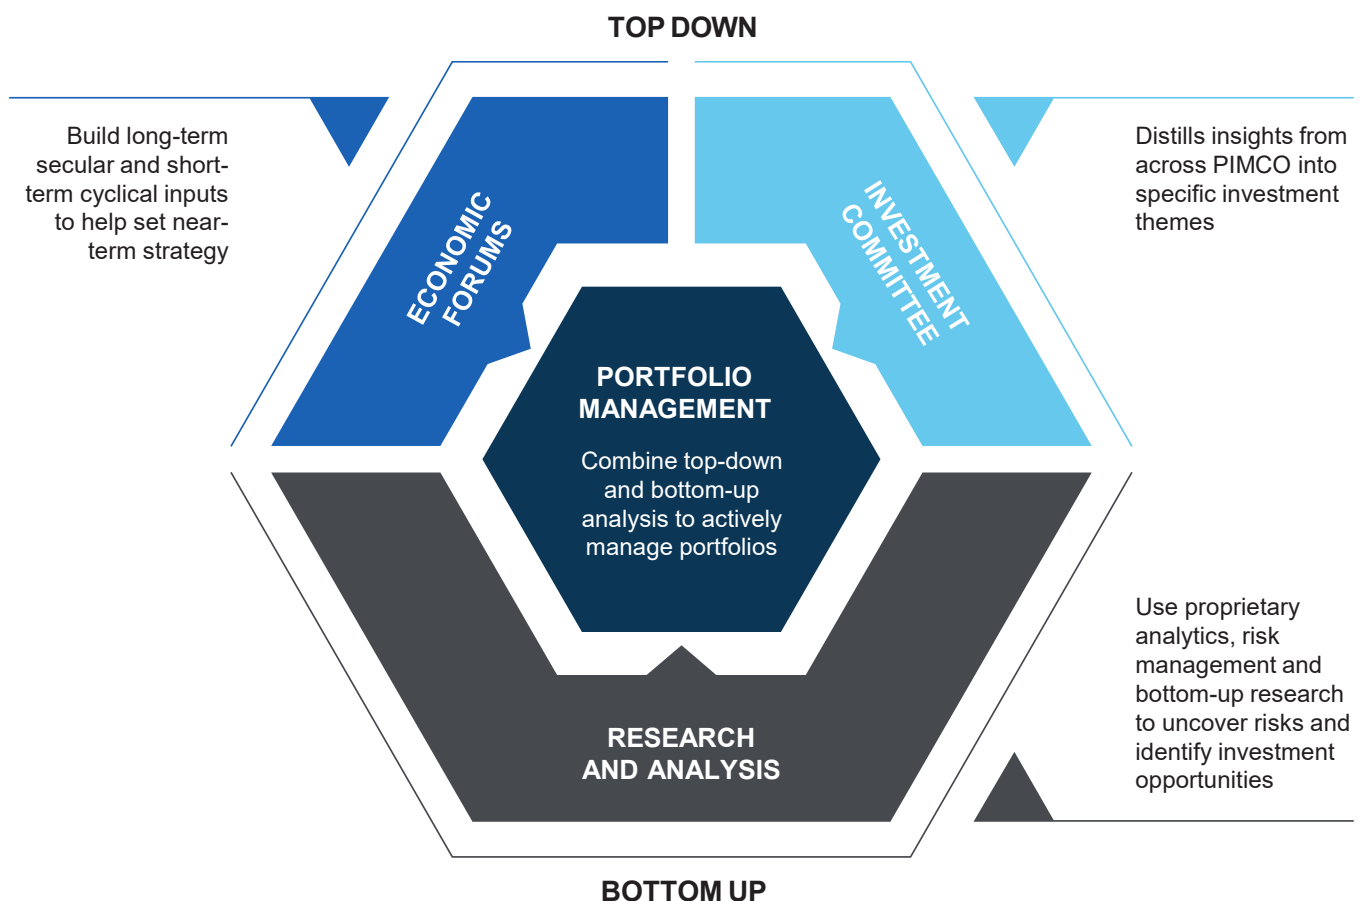 TOP DOWN
Build long-term
secular and short-
term cyclical inputs
to help set near-
term strategy
ECONOMIC
FORUMS
INVESTMENT
COMMITTEE
Distills insights from
across PIMCO into
specific investment
themes
PORTFOLIO
MANAGEMENT
Combine top-down
and bottom-up
analysis to actively
manage portfolios
Use proprietary
analytics, risk
management and
bottom-up research
to uncover risks and
identify investment
opportunities
RESEARCH
AND ANALYSIS
BOTTOM UP